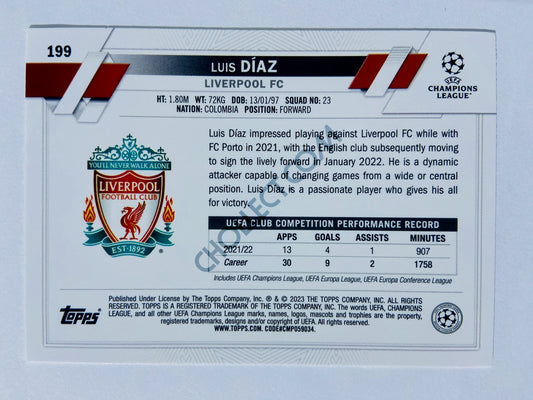 199
LUIS DÍAZ
LIVERPOOL FC
HT: 1.80M WT: 72KG DOB: 13/01/97 SQUAD NO: 23
NATION: COLOMBIA POSITION: FORWARD
UEFA
CHAMPIONS
LEAGUE
YOU'LL NEVER WALK ALONE
LIVERPOOL
FOOTBALL CLUB
EST·1892
Luis Díaz impressed playing against Liverpool FC while with
FC Porto in 2021, with the English club subsequently moving
to sign the lively forward in January 2022. He is a dynamic
attacker capable of changing games from a wide or central
position. Luis Díaz is a passionate player who gives his all
for victory.
CHOLLECT.COM
UEFA CLUB COMPETITION PERFORMANCE RECORD
APPS GOALS ASSISTS MINUTES
2021/22 13 4 1 907
Career 30 9 2 1758
Includes UEFA Champions League, UEFA Europa League, UEFA Europa Conference League
Topps
Published Under License by The Topps Company, Inc. ® & © 2023 THE TOPPS COMPANY, INC. ALL RIGHTS
RESERVED. TOPPS IS A REGISTERED TRADEMARK OF THE TOPPS COMPANY, INC. The words UEFA, CHAMPIONS
LEAGUE, and all other UEFA Champions League marks, names, logos, mascots and trophies are the property,
registered trademarks, designs and/or copyright of UEFA. All rights reserved.
WWW.TOPPS.COM. CODE#CMP059034.